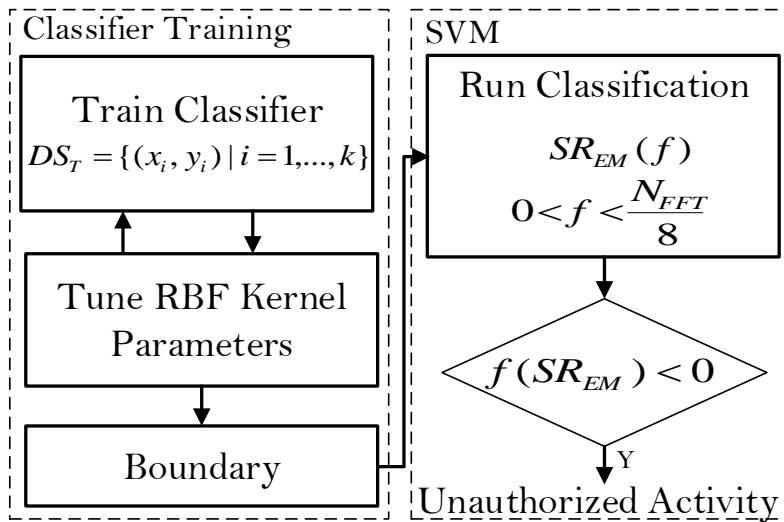 Classifier Training
Train Classifier
DS_T = {(x_i, y_i) | i = 1,...,k}
Tune RBF Kernel
Parameters
Boundary
SVM
Run Classification
SR_EM(f)
0<f<N_FFT/8
f(SR_EM)<0
Y
Unauthorized Activity